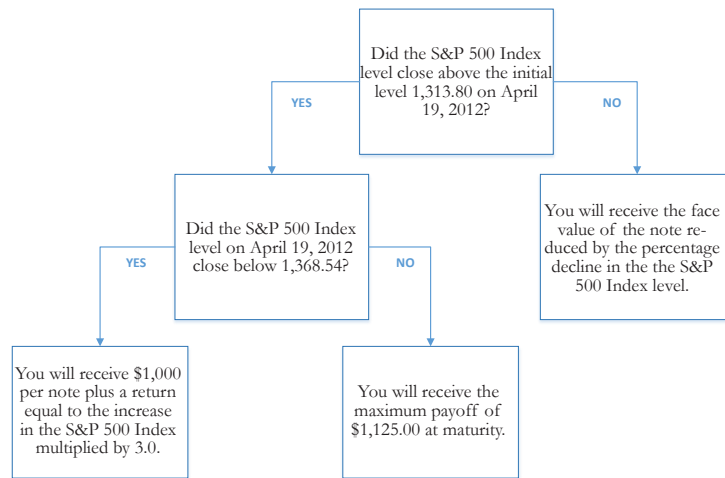 Did the S&P 500 Index
level close above the initial
level 1,313.80 on April
19, 2012?
YES
NO
Did the S&P 500 Index
level on April 19, 2012
close below 1,368.54?
You will receive the face
value of the note re-
duced by the percentage
decline in the the S&P
500 Index level.
YES
NO
You will receive $1,000
per note plus a return
equal to the increase
in the S&P 500 Index
multiplied by 3.0.
You will receive the
maximum payoff of
$1,125.00 at maturity.